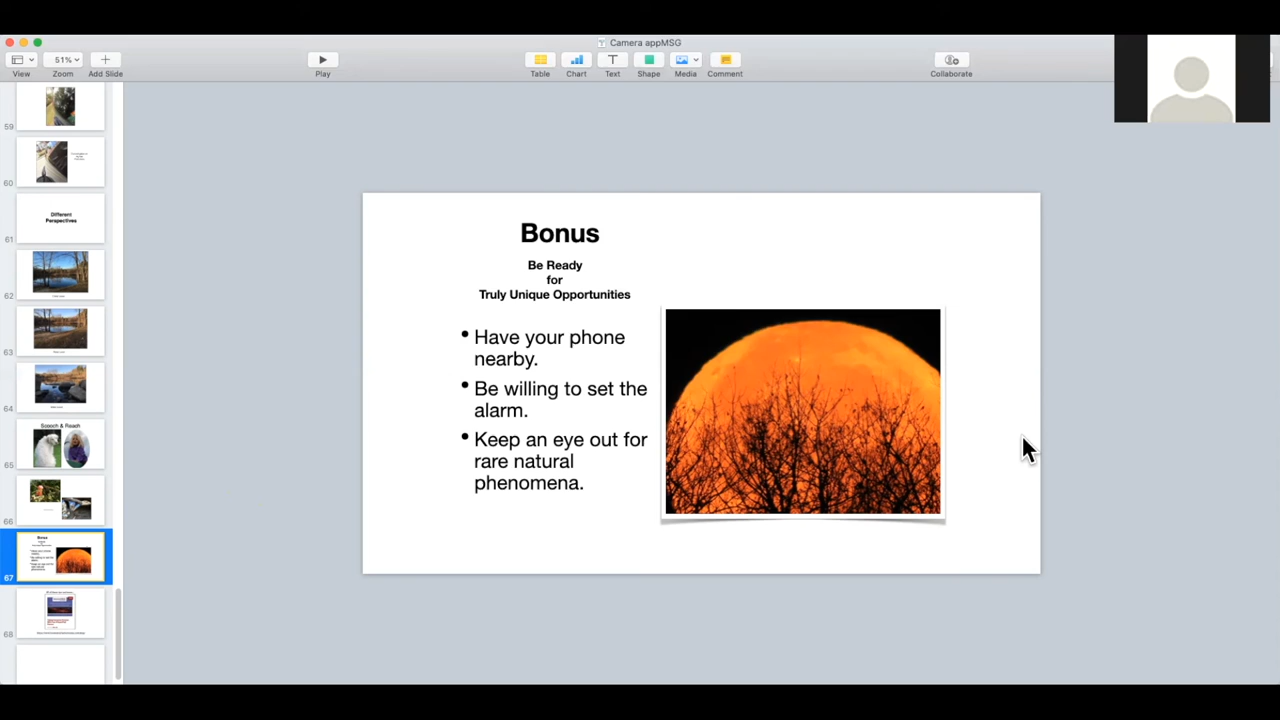 Camera appMSG
51%
View
Zoom
Add Slide
Play
Table
Chart
Text
Shape
Media
Comment
Collaborate
59
60
Different
Perspectives
61
62
63
64
Scooch & Roach
65
66
Bonus
67
68
Bonus
Be Ready
for
Truly Unique Opportunities
• Have your phone
nearby.
• Be willing to set the
alarm.
• Keep an eye out for
rare natural
phenomena.